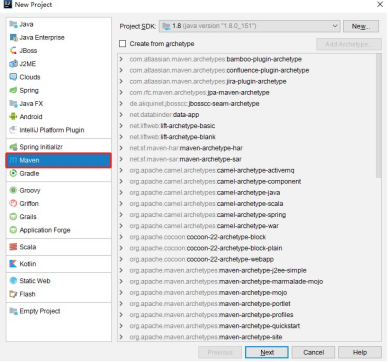 New Project
Java
Java Enterprise
JBoss
J2ME
Clouds
Spring
Java FX
Android
IntelliJ Platform Plugin
Spring Initializr
Maven
Gradle
Groovy
Griffon
Grails
Application Forge
Scala
Kotlin
Static Web
Flash
Empty Project
Project SDK: 1.8 (java version "1.8.0_151")
New...
Create from archetype
Add Archetype...
com.atlassian.maven.archetypes:bamboo-plugin-archetype
com.atlassian.maven.archetypes:confluence-plugin-archetype
com.atlassian.maven.archetypes:jira-plugin-archetype
com.rfc.maven.archetypes:jpa-maven-archetype
de.akquinet.jbosscc:jbosscc-seam-archetype
net.databinder:data-app
net.liftweb:lift-archetype-basic
net.liftweb:lift-archetype-blank
net.sf.maven-har:maven-archetype-har
net.sf.maven-sar:maven-archetype-sar
org.apache.camel.archetypes:camel-archetype-activemq
org.apache.camel.archetypes:camel-archetype-component
org.apache.camel.archetypes:camel-archetype-java
org.apache.camel.archetypes:camel-archetype-scala
org.apache.camel.archetypes:camel-archetype-spring
org.apache.camel.archetypes:camel-archetype-war
org.apache.cocoon:cocoon-22-archetype-block
org.apache.cocoon:cocoon-22-archetype-block-plain
org.apache.cocoon:cocoon-22-archetype-webapp
org.apache.maven.archetypes:maven-archetype-j2ee-simple
org.apache.maven.archetypes:maven-archetype-marmalade-mojo
org.apache.maven.archetypes:maven-archetype-mojo
org.apache.maven.archetypes:maven-archetype-portlet
org.apache.maven.archetypes:maven-archetype-profiles
org.apache.maven.archetypes:maven-archetype-quickstart
org.apache.maven.archetypes:maven-archetype-site
Previous
Next
Cancel
Help